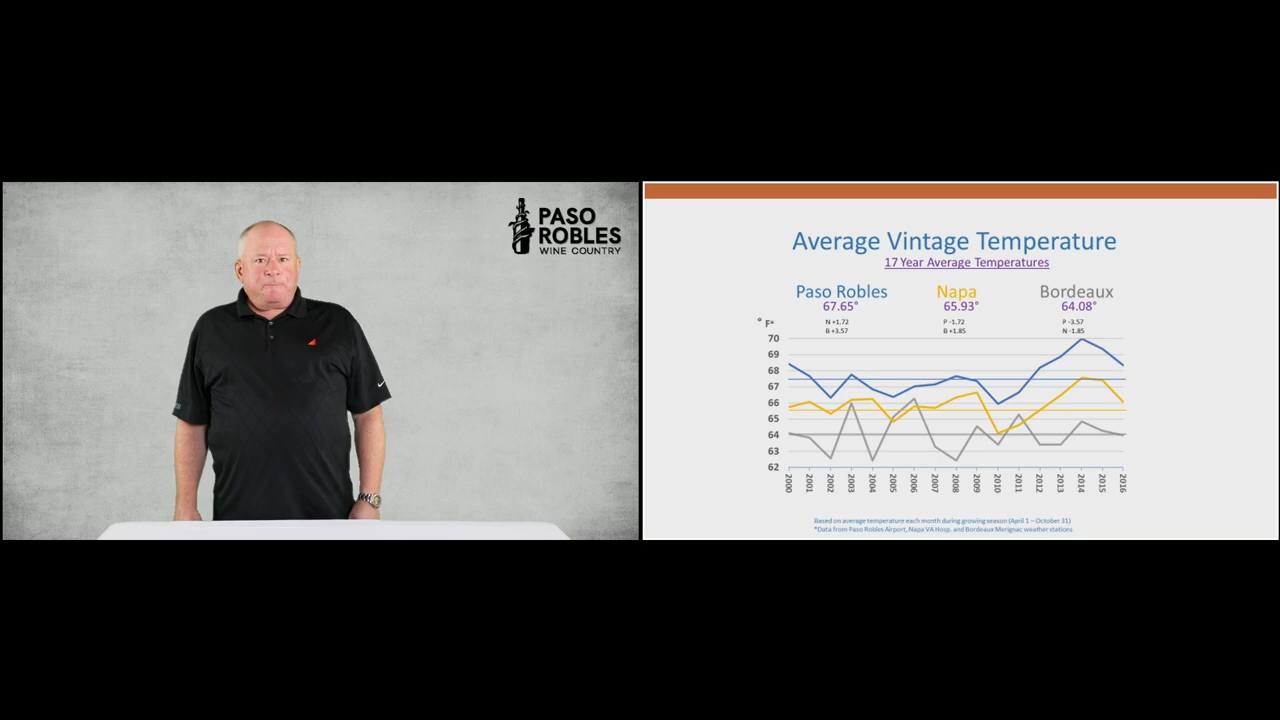 PASO
ROBLES
WINE COUNTRY
Average Vintage Temperature
17 Year Average Temperatures
Paso Robles Napa Bordeaux
67.65° 65.93° 64.08°
° F*
N +1.72 P -1.72 P -3.57
B +3.57 B +1.85 N -1.85
70
69
68
67
66
65
64
63
62
2000 2001 2002 2003 2004 2005 2006 2007 2008 2009 2010 2011 2012 2013 2014 2015 2016
Based on average temperature each month during growing season (April 1 – October 31)
*Data from Paso Robles Airport, Napa VA Hosp. and Bordeaux Merignac weather stations